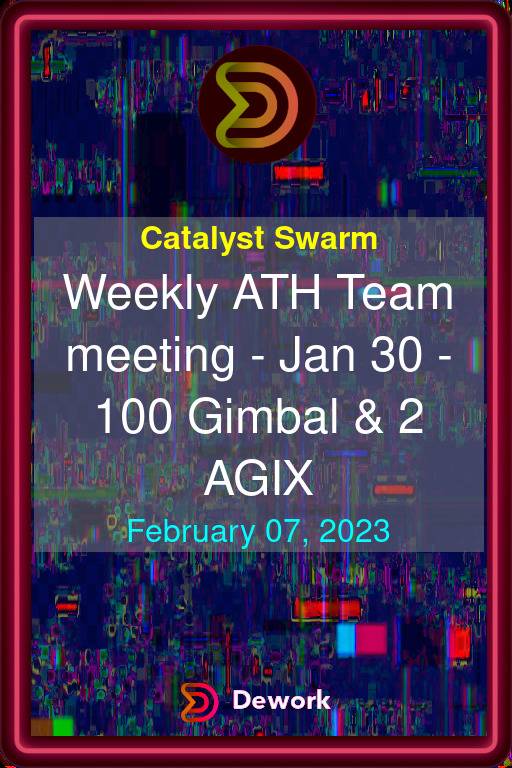 Catalyst Swarm
Weekly ATH Team
meeting - Jan 30 -
100 Gimbal & 2
AGIX
February 07, 2023
Dework